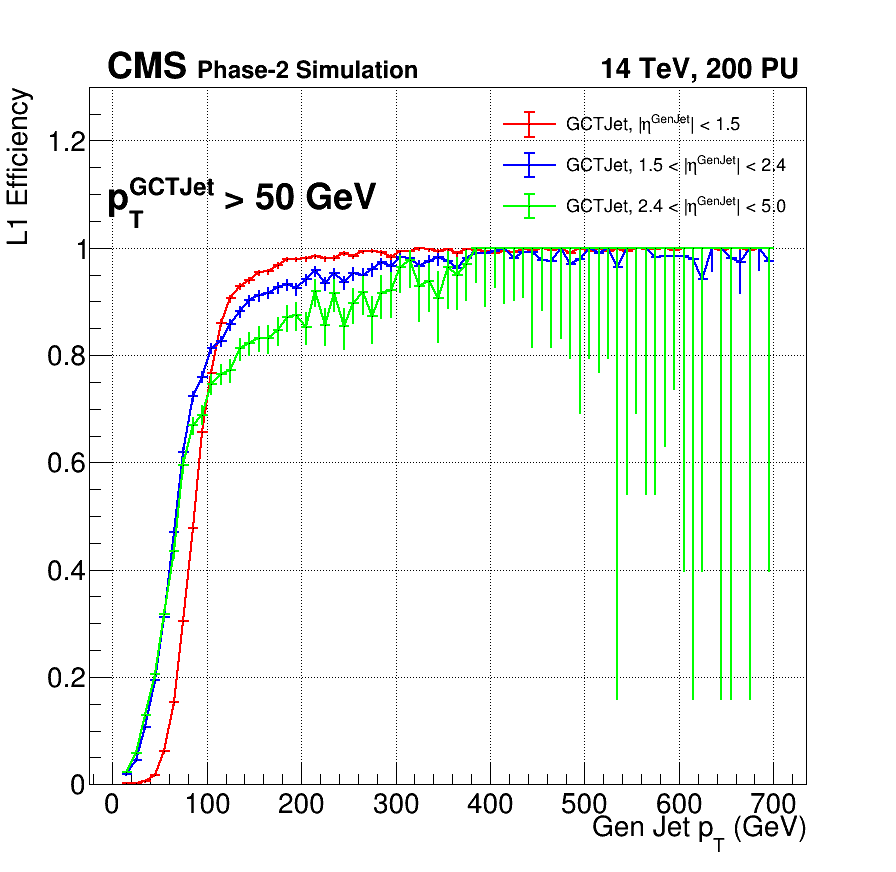 CMS Phase-2 Simulation 14 TeV, 200 PU
L1 Efficiency
GCTJet, |η^GenJet| < 1.5
GCTJet, 1.5 < |η^GenJet| < 2.4
GCTJet, 2.4 < |η^GenJet| < 5.0
p_T^GCTJet > 50 GeV
1.2
1
0.8
0.6
0.4
0.2
0
0 100 200 300 400 500 600 700
Gen Jet p_T (GeV)